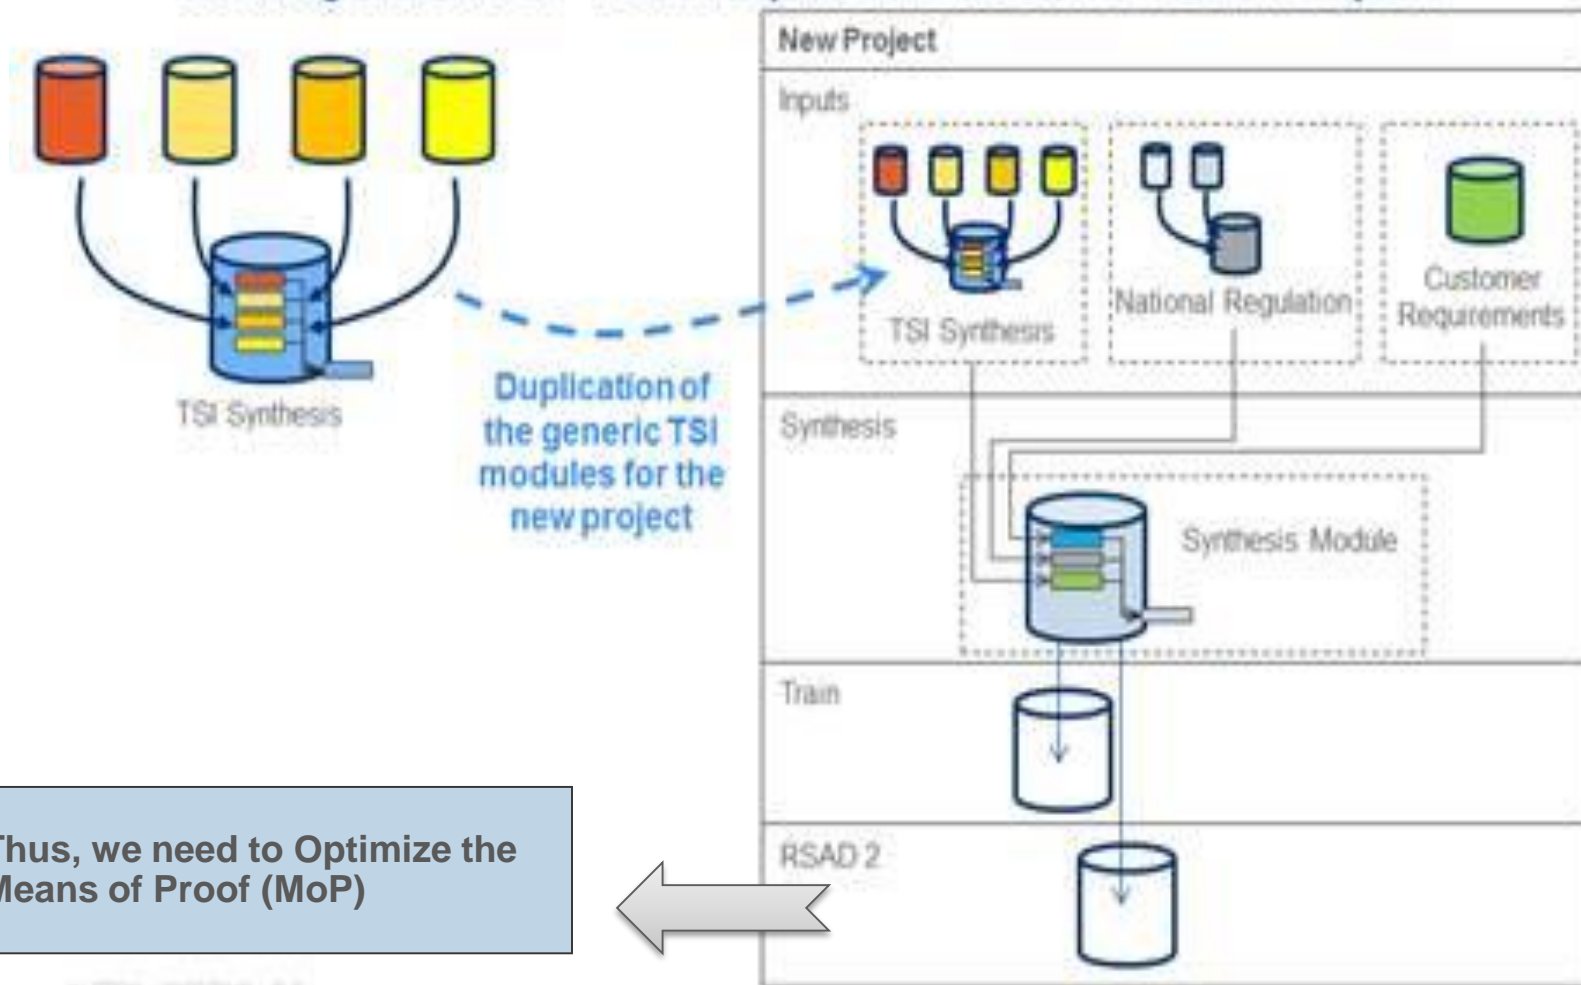 TSI Synthesis
Duplication of
the generic TSI
modules for the
new project
New Project
Inputs
TSI Synthesis
National Regulation
Customer
Requirements
Synthesis
Synthesis Module
Train
RSAD 2
Thus, we need to Optimize the
Means of Proof (MoP)